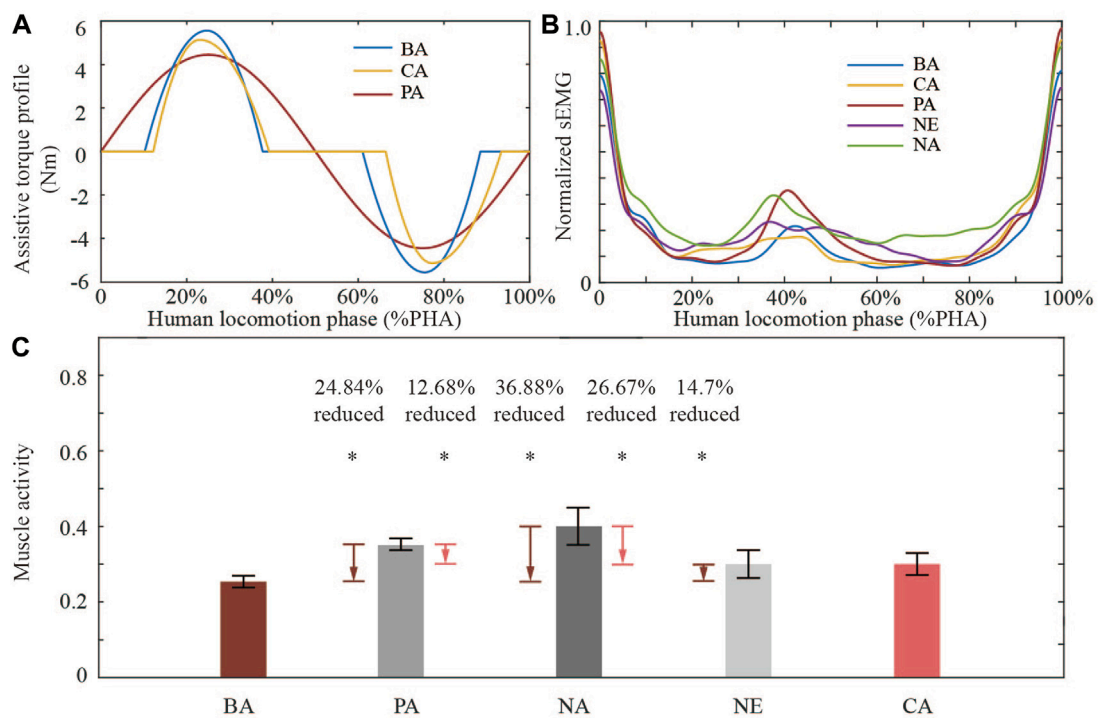 A
6
4
2
0
-2
-4
-6
Assistive torque profile
(Nm)
BA
CA
PA
0
20%
40%
60%
80%
100%
Human locomotion phase (%PHA)
B
1.0
0
Normalized sEMG
BA
CA
PA
NE
NA
0
20%
40%
60%
80%
100%
Human locomotion phase (%PHA)
C
0.8
0.6
0.4
0.2
0
Muscle activity
24.84% 12.68% 36.88% 26.67% 14.7%
reduced reduced reduced reduced reduced
* * * * *
BA PA NA NE CA